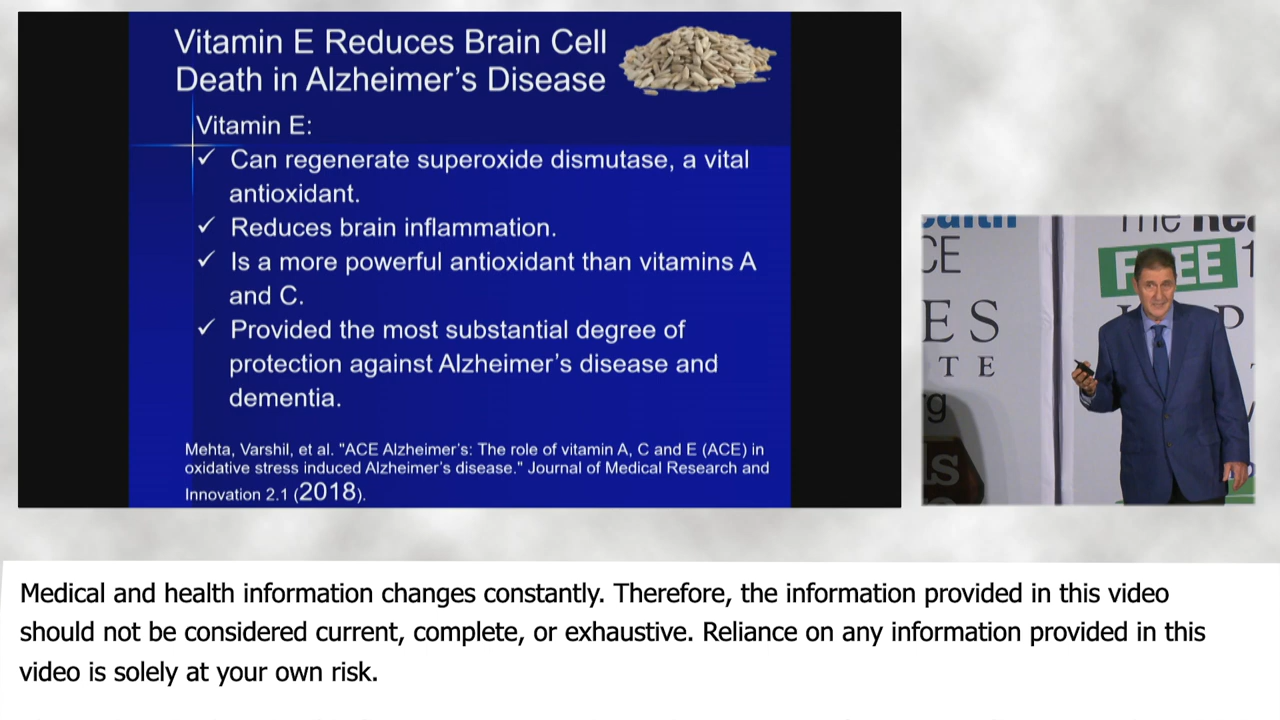 Vitamin E Reduces Brain Cell
Death in Alzheimer's Disease
Vitamin E:
✓ Can regenerate superoxide dismutase, a vital
antioxidant.
✓ Reduces brain inflammation.
✓ Is a more powerful antioxidant than vitamins A
and C.
✓ Provided the most substantial degree of
protection against Alzheimer's disease and
dementia.
Mehta, Varshil, et al. "ACE Alzheimer's: The role of vitamin A, C and E (ACE) in
oxidative stress induced Alzheimer's disease." Journal of Medical Research and
Innovation 2.1 (2018).
The
CE
FREE
ES
TE
Medical and health information changes constantly. Therefore, the information provided in this video
should not be considered current, complete, or exhaustive. Reliance on any information provided in this
video is solely at your own risk.